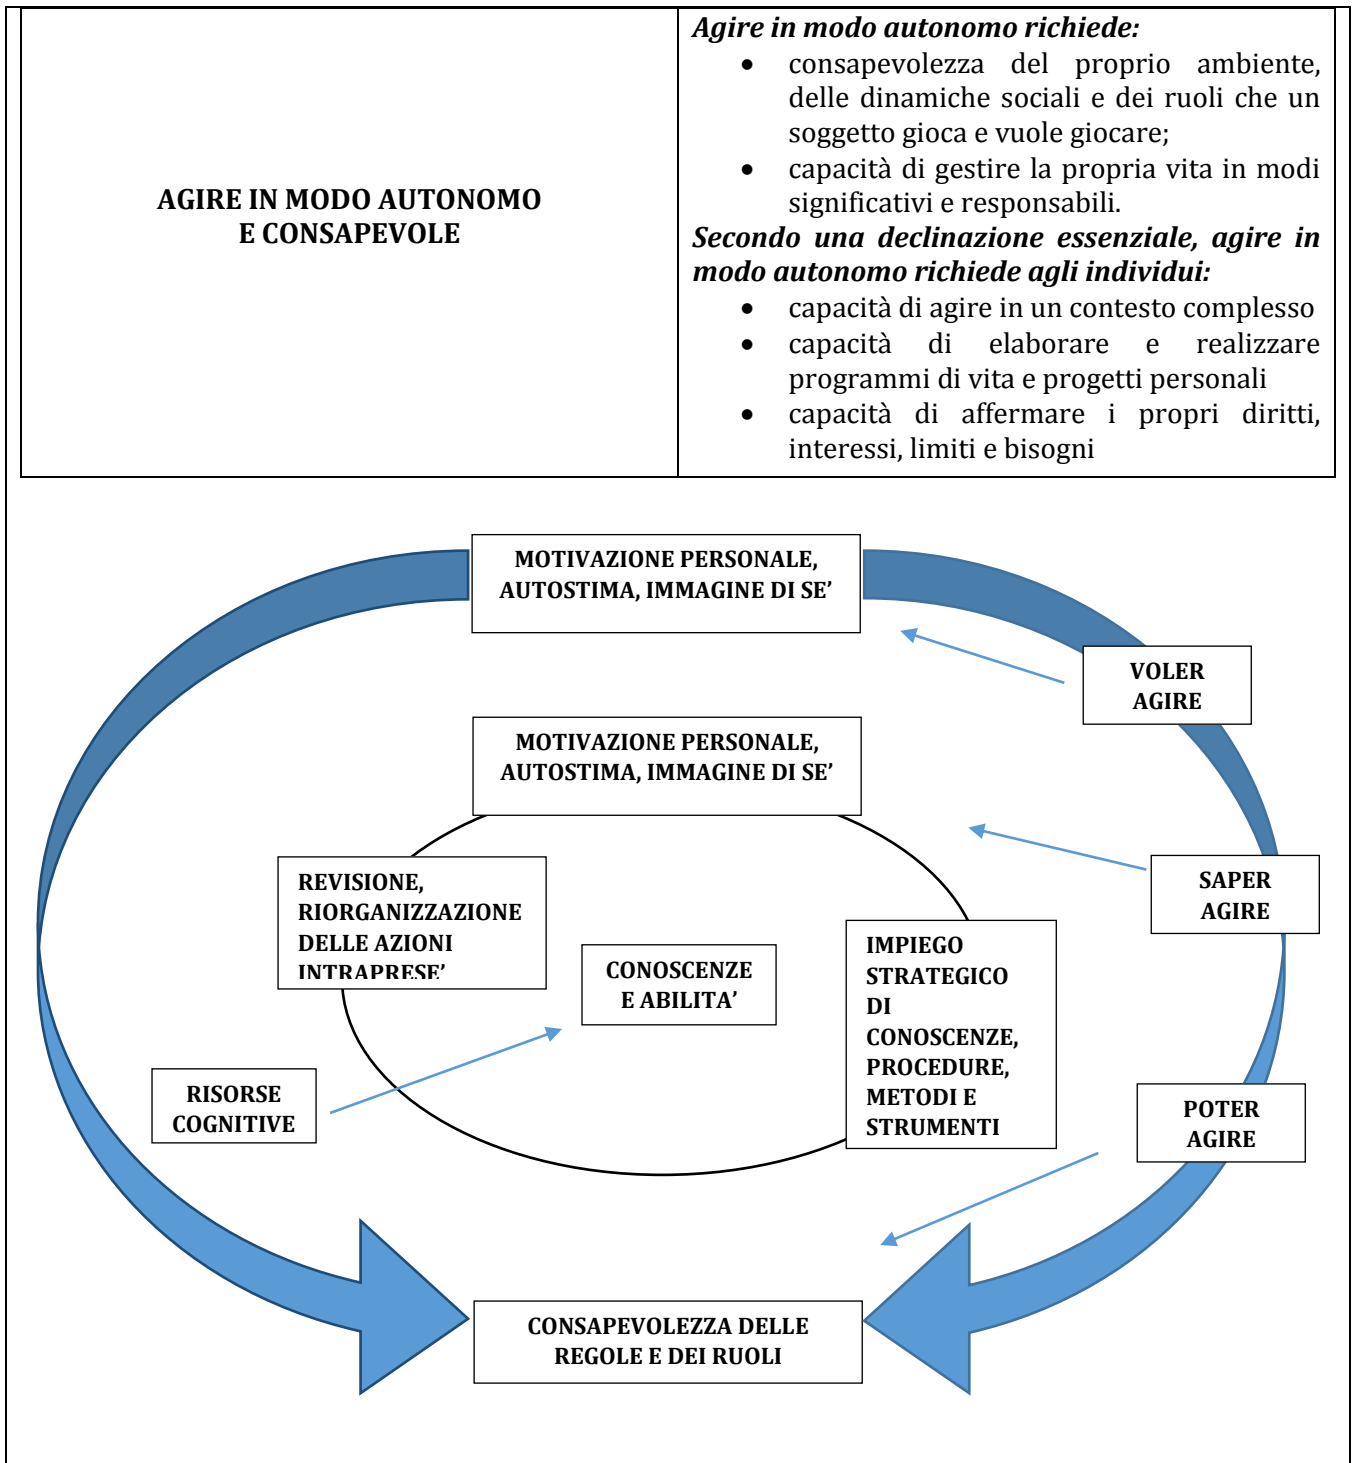 AGIRE IN MODO AUTONOMO
E CONSAPEVOLE
Agire in modo autonomo richiede:
• consapevolezza del proprio ambiente,
delle dinamiche sociali e dei ruoli che un
soggetto gioca e vuole giocare;
• capacità di gestire la propria vita in modi
significativi e responsabili.
Secondo una declinazione essenziale, agire in
modo autonomo richiede agli individui:
• capacità di agire in un contesto complesso
• capacità di elaborare e realizzare
programmi di vita e progetti personali
• capacità di affermare i propri diritti,
interessi, limiti e bisogni
MOTIVAZIONE PERSONALE,
AUTOSTIMA, IMMAGINE DI SE’
VOLER
AGIRE
MOTIVAZIONE PERSONALE,
AUTOSTIMA, IMMAGINE DI SE’
REVISIONE,
RIORGANIZZAZIONE
DELLE AZIONI
INTRAPRESE’
SAPER
AGIRE
CONOSCENZE
E ABILITA’
IMPIEGO
STRATEGICO
DI
CONOSCENZE,
PROCEDURE,
METODI E
STRUMENTI
RISORSE
COGNITIVE
POTER
AGIRE
CONSAPEVOLEZZA DELLE
REGOLE E DEI RUOLI